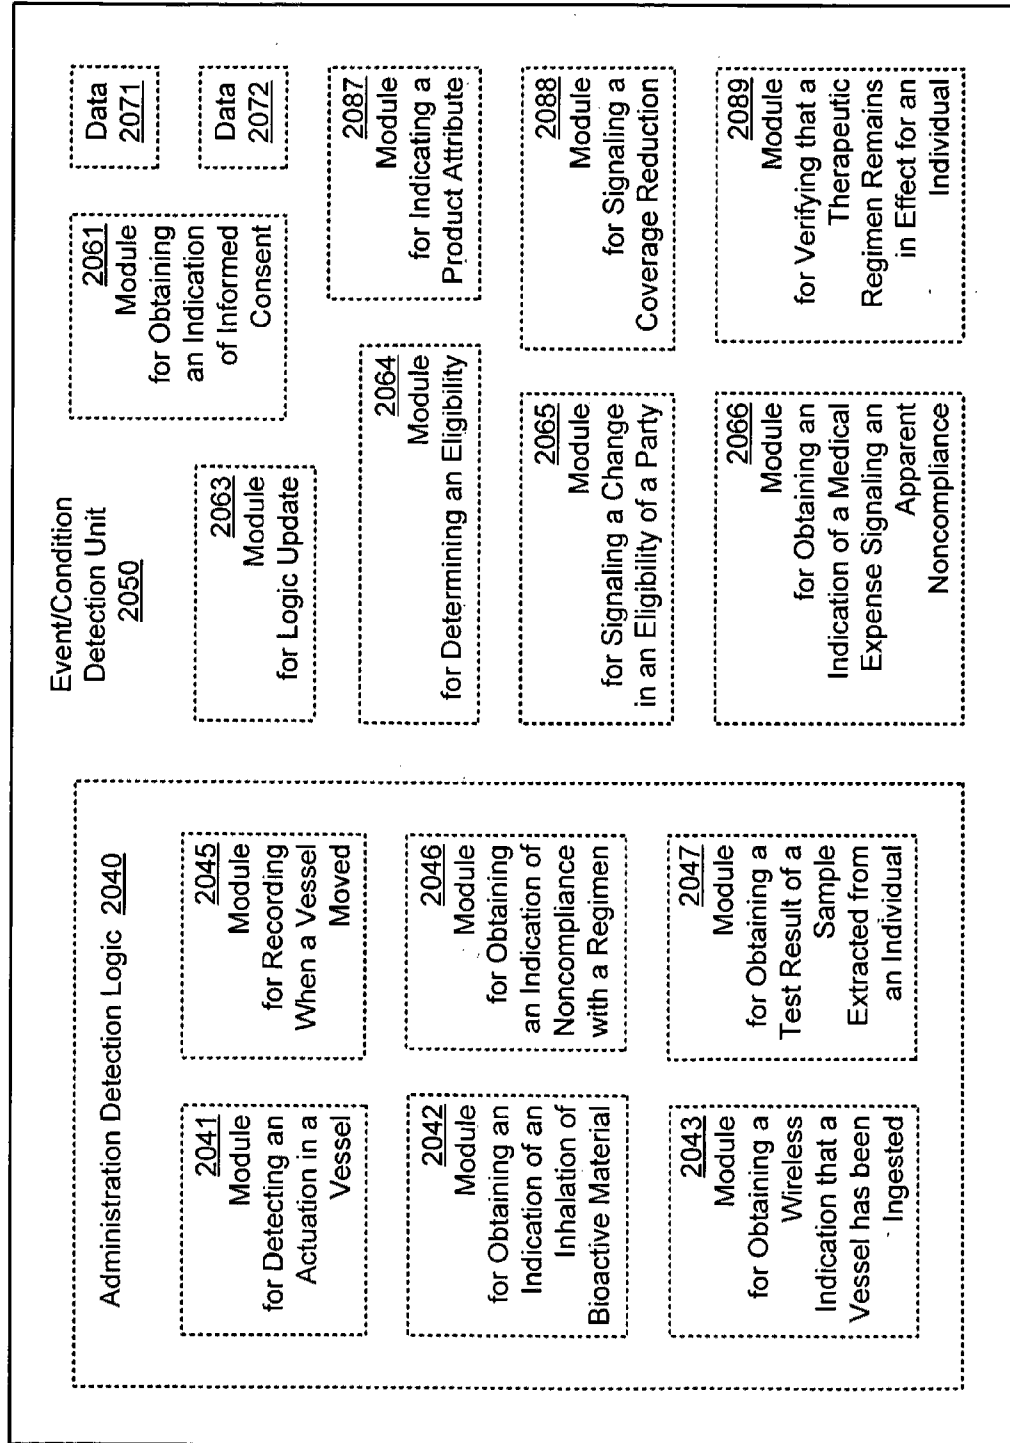 Event/Condition
Detection Unit
2050
Administration Detection Logic 2040
2041
Module
for Detecting an
Actuation in a
Vessel
2045
Module
for Recording
When a Vessel
Moved
2042
Module
for Obtaining an
Indication of an
Inhalation of
Bioactive Material
2046
Module
for Obtaining
an Indication of
Noncompliance
with a Regimen
2043
Module
for Obtaining a
Wireless
Indication that a
Vessel has been
Ingested
2047
Module
for Obtaining a
Test Result of a
Sample
Extracted from
an Individual
2063
Module
for Logic Update
2061
Module
for Obtaining
an Indication
of Informed
Consent
Data
2071
Data
2072
2064
Module
for Determining an Eligibility
2087
Module
for Indicating a
Product Attribute
2065
Module
for Signaling a Change
in an Eligibility of a Party
2088
Module
for Signaling a
Coverage Reduction
2066
Module
for Obtaining an
Indication of a Medical
Expense Signaling an
Apparent
Noncompliance
2089
Module
for Verifying that a
Therapeutic
Regimen Remains
in Effect for an
Individual